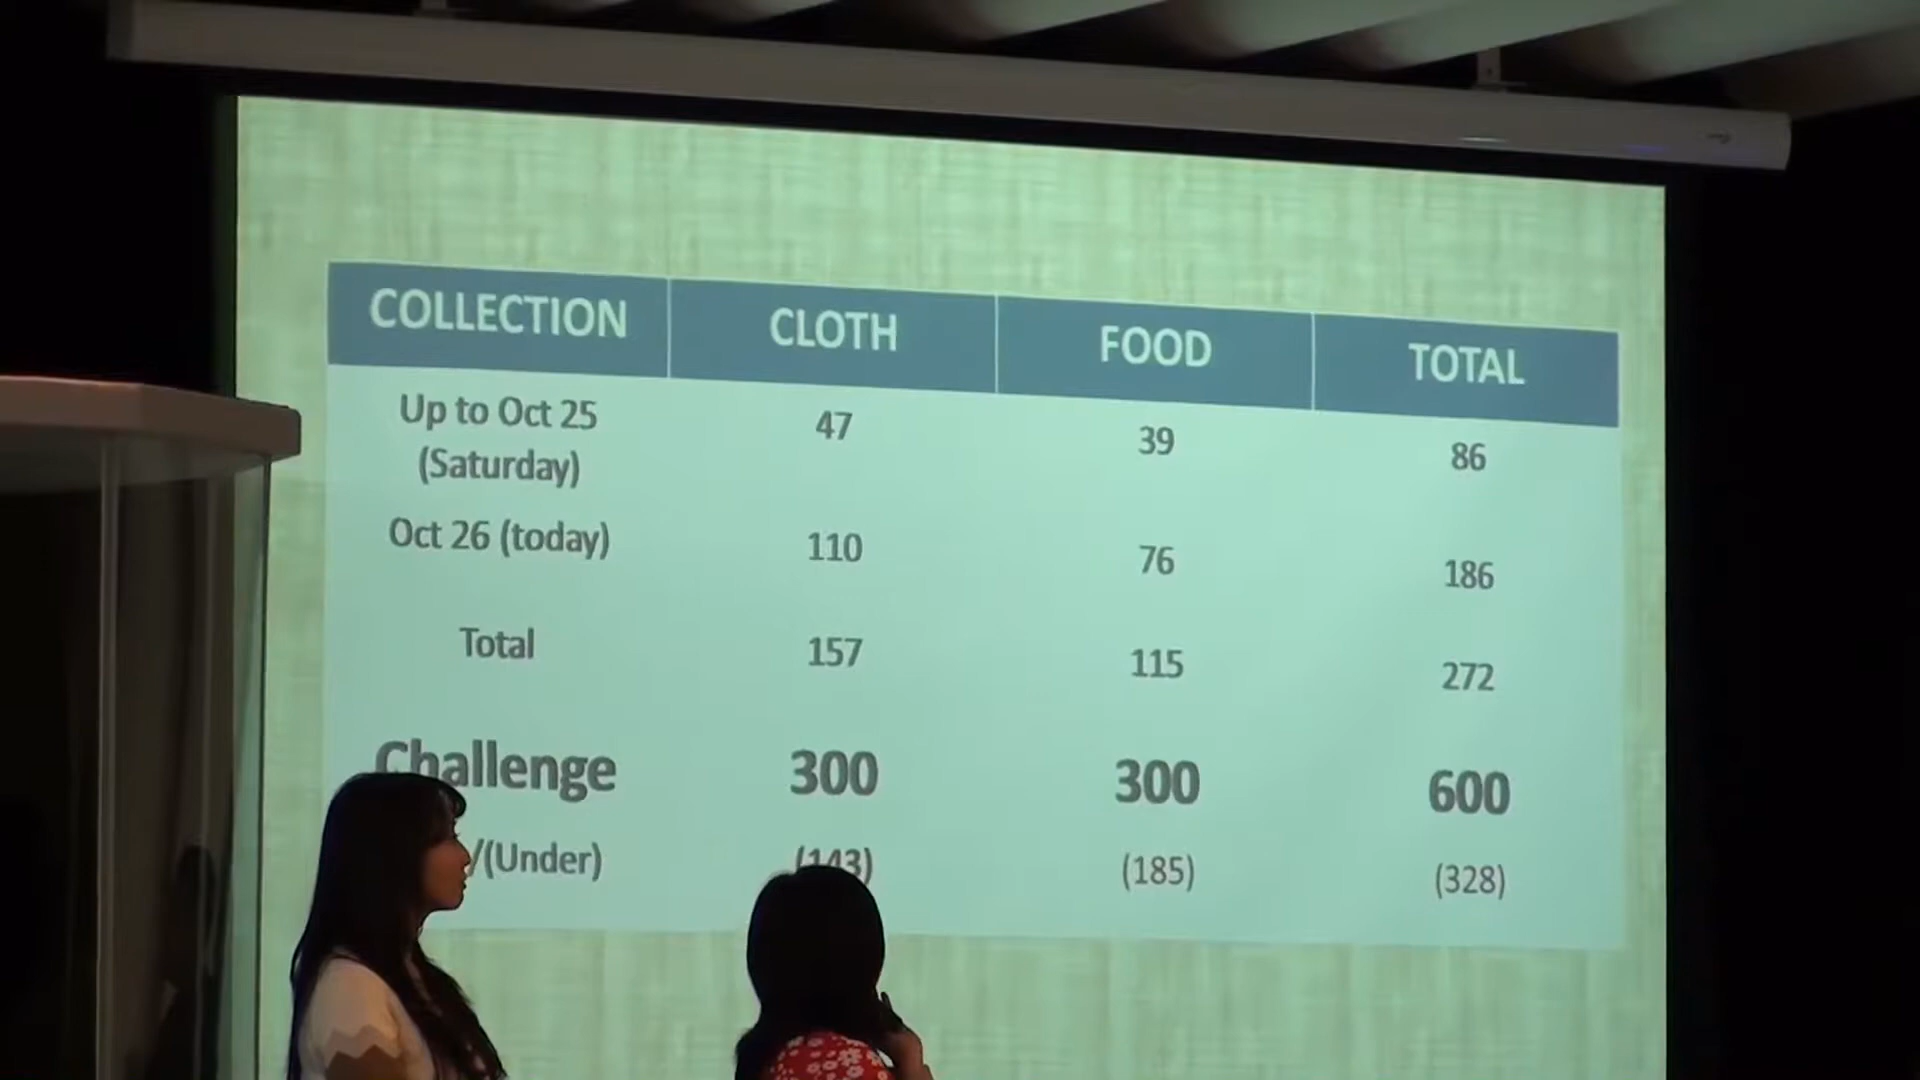 COLLECTION CLOTH FOOD TOTAL
Up to Oct 25 47 39 86
(Saturday)
Oct 26 (today) 110 76 186
Total 157 115 272
Challenge 300 300 600
/(Under) (143) (185) (328)